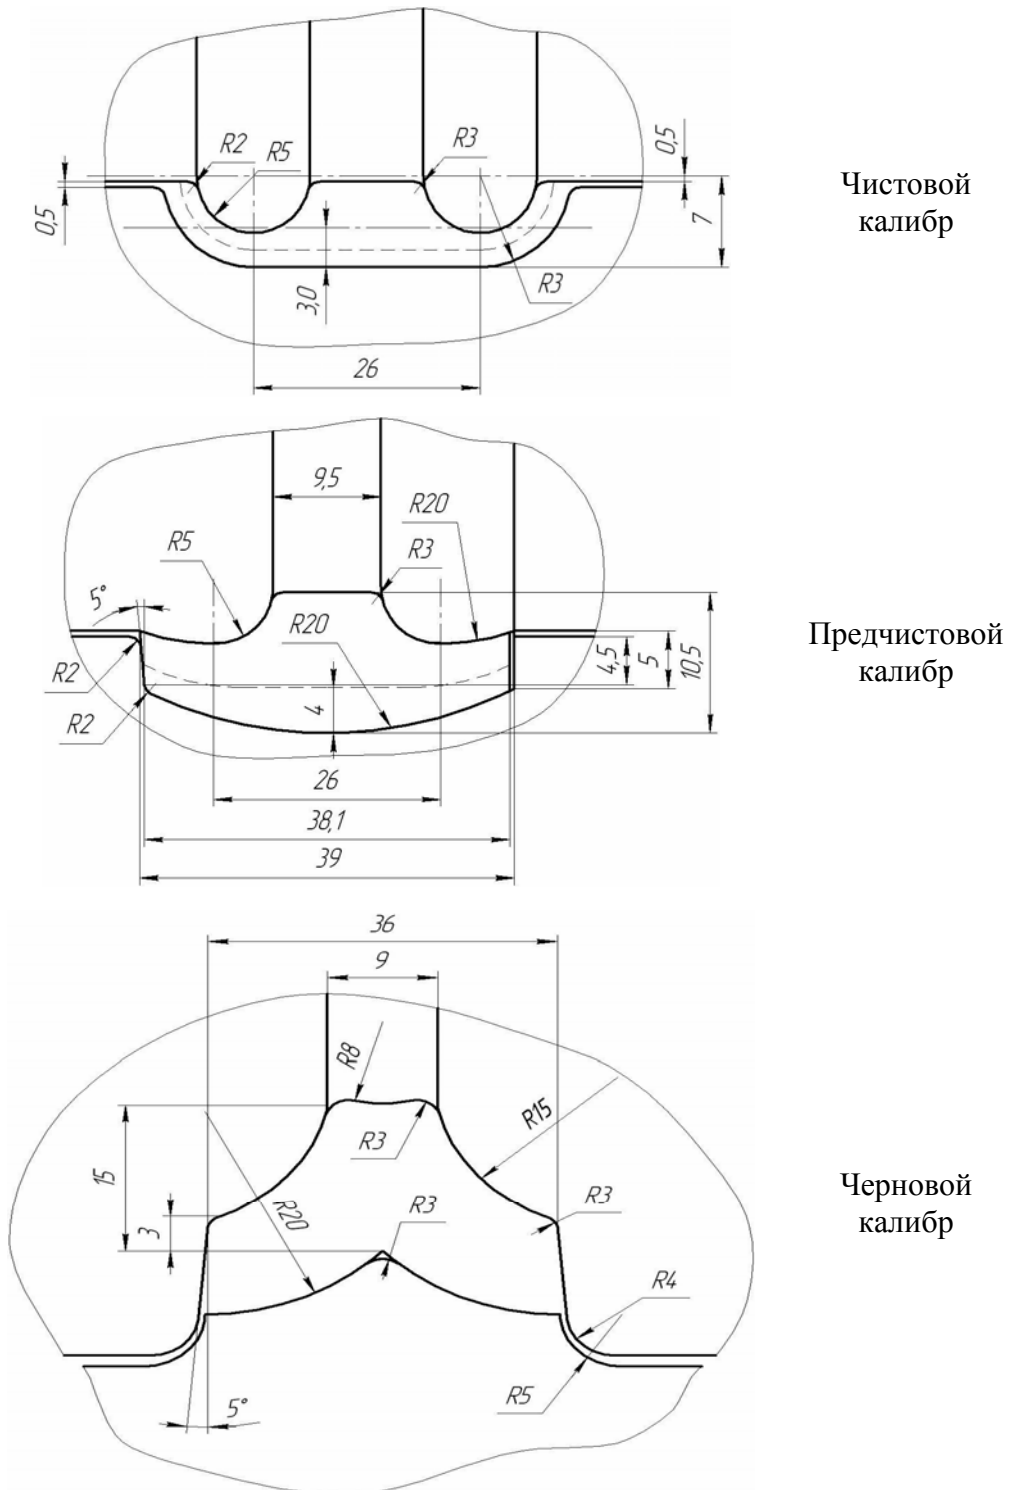 R2
R5
R3
0,5
0,5
7
3,0
R3
26
Чистовой
калибр
9,5
R20
R5
R3
5°
R20
R2
R2
4
4,5
5
10,5
26
38,1
39
Предчистовой
калибр
36
9
R8
R15
R3
15
3
R20
R3
R3
R4
R5
5°
Черновой
калибр